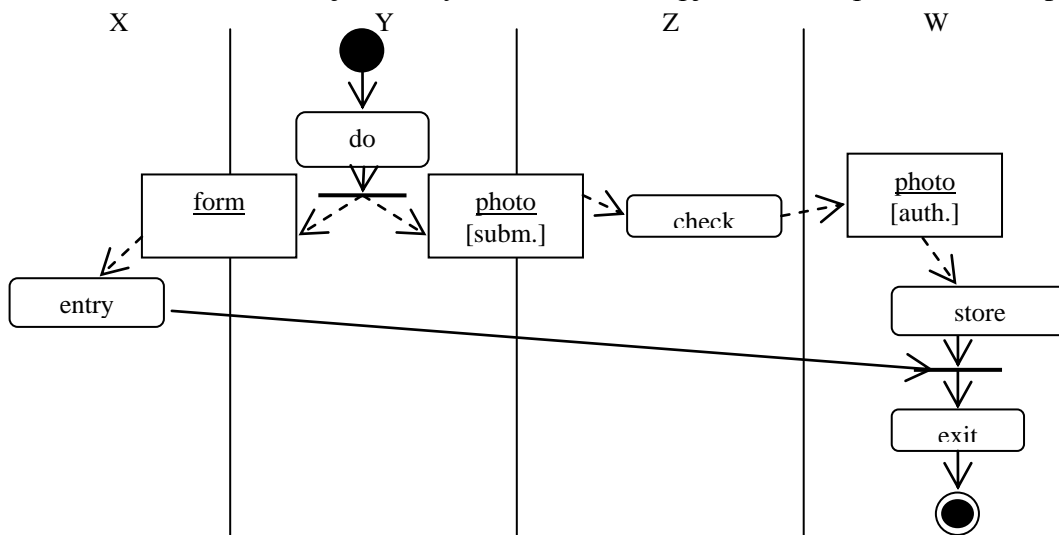 X Y Z W
do
form
photo
[subm.]
check
photo
[auth.]
entry
store
exit